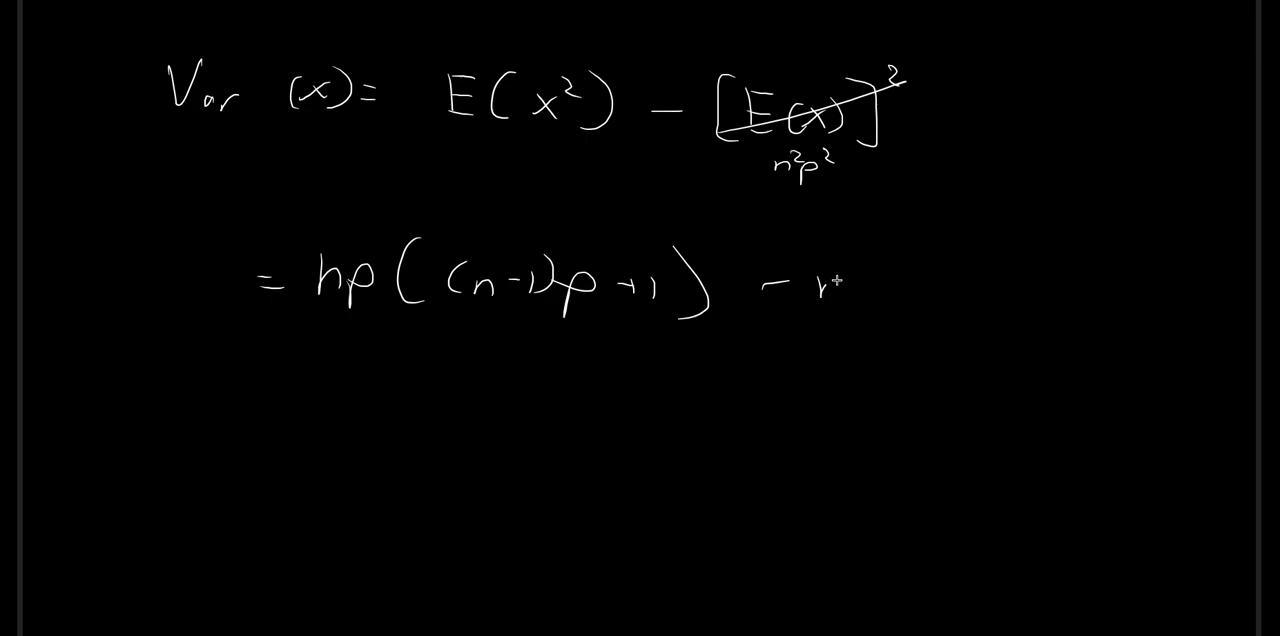 Var (x) = E(x²) - [E(x)]²
n²p²
= np((n-1)p+1) -